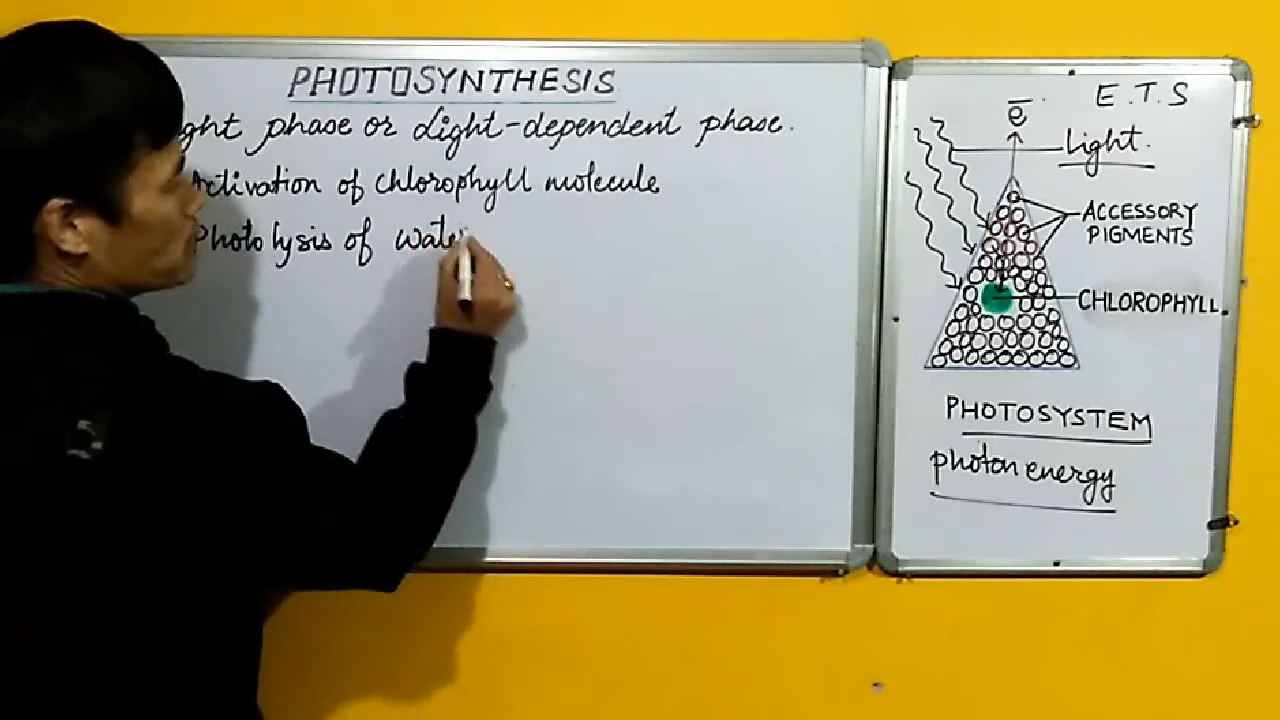 PHOTOSYNTHESIS
ght phase or Light-dependent phase.
Activation of chlorophyll molecule
Photolysis of Wate
E.T.S
e-
Light.
ACCESSORY
PIGMENTS
CHLOROPHYLL
PHOTOSYSTEM
photon energy